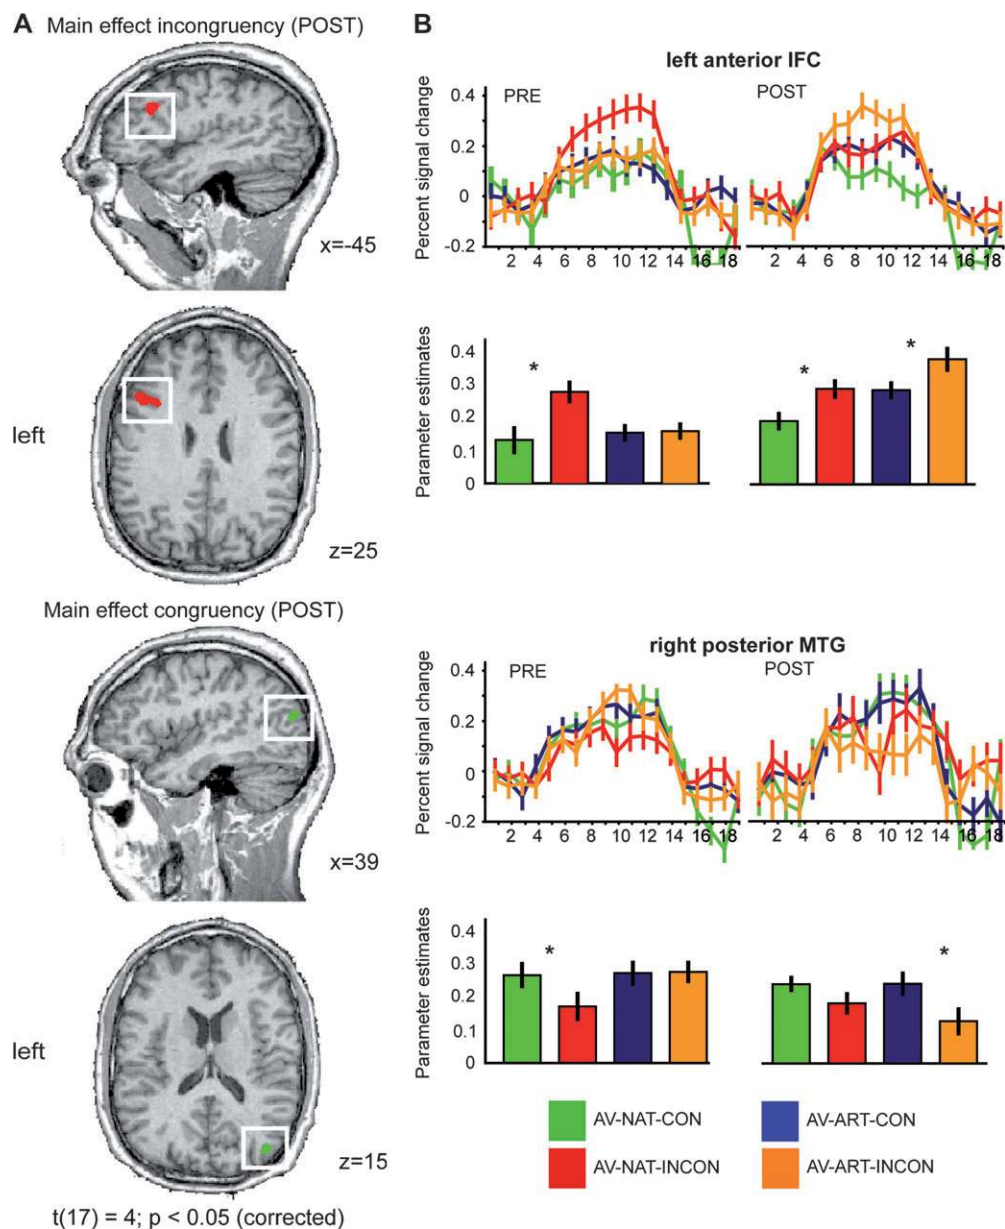 A Main effect incongruency (POST)
x=-45
left
z=25
Main effect congruency (POST)
x=39
left
z=15
t(17) = 4; p < 0.05 (corrected)
B
left anterior IFC
PRE
POST
Percent signal change
0.4
0.2
0
-0.2
2 4 6 8 10 12 14 16 18
2 4 6 8 10 12 14 16 18
Parameter estimates
0.4
0.3
0.2
0.1
0
*
* *
right posterior MTG
PRE
POST
Percent signal change
0.4
0.2
0
-0.2
2 4 6 8 10 12 14 16 18
2 4 6 8 10 12 14 16 18
Parameter estimates
0.4
0.3
0.2
0.1
0
*
*
AV-NAT-CON
AV-ART-CON
AV-NAT-INCON
AV-ART-INCON